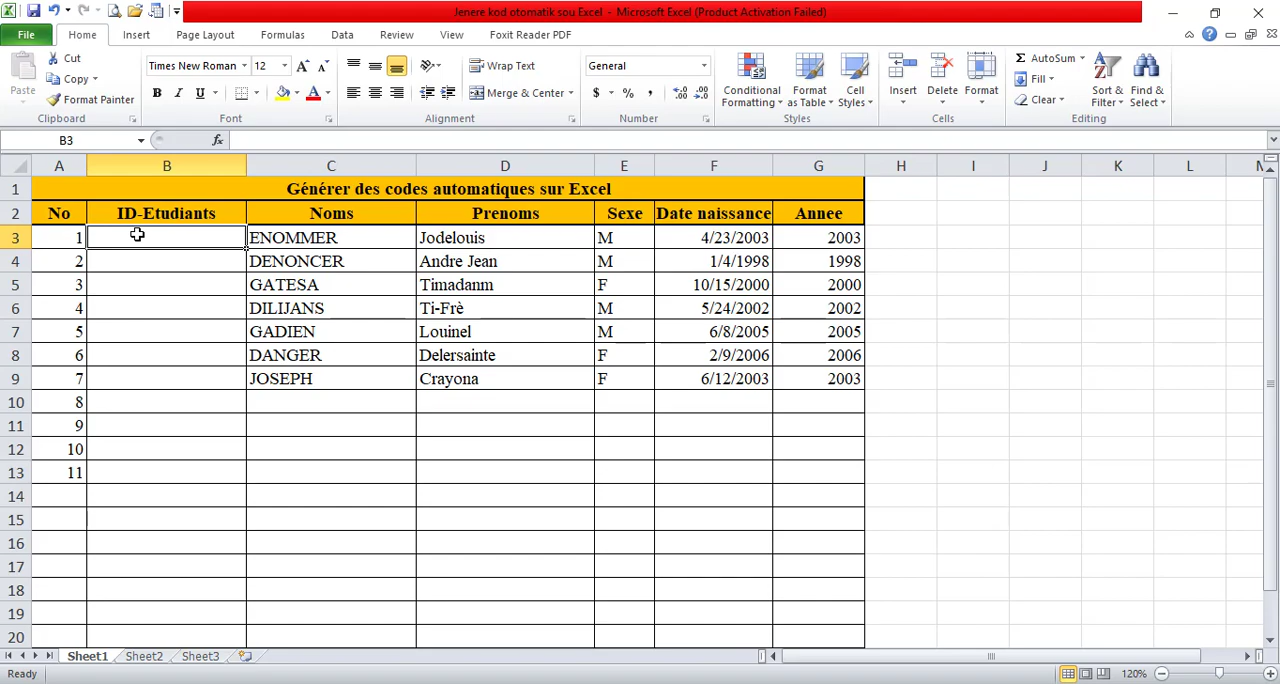 Jenere kod otomatik sou Excel - Microsoft Excel (Product Activation Failed)
File Home Insert Page Layout Formulas Data Review View Foxit Reader PDF
Paste Cut Copy Format Painter Clipboard
Times New Roman 12 B I U A Font
Wrap Text Merge & Center Alignment
General $ % , Number
Conditional Formatting Format as Table Cell Styles Styles
Insert Delete Format Cells
Σ AutoSum Fill Clear Sort & Filter Find & Select Editing
B3 fx
A B C D E F G H I J K L M
1 Générer des codes automatiques sur Excel
2 No ID-Etudiants Noms Prenoms Sexe Date naissance Annee
3 1 ENOMMER Jodelouis M 4/23/2003 2003
4 2 DENONCER Andre Jean M 1/4/1998 1998
5 3 GATESA Timadanm F 10/15/2000 2000
6 4 DILIJANS Ti-Frè M 5/24/2002 2002
7 5 GADIEN Louinel M 6/8/2005 2005
8 6 DANGER Delersainte F 2/9/2006 2006
9 7 JOSEPH Crayona F 6/12/2003 2003
10 8
11 9
12 10
13 11
14
15
16
17
18
19
20
Sheet1 Sheet2 Sheet3
Ready 120%